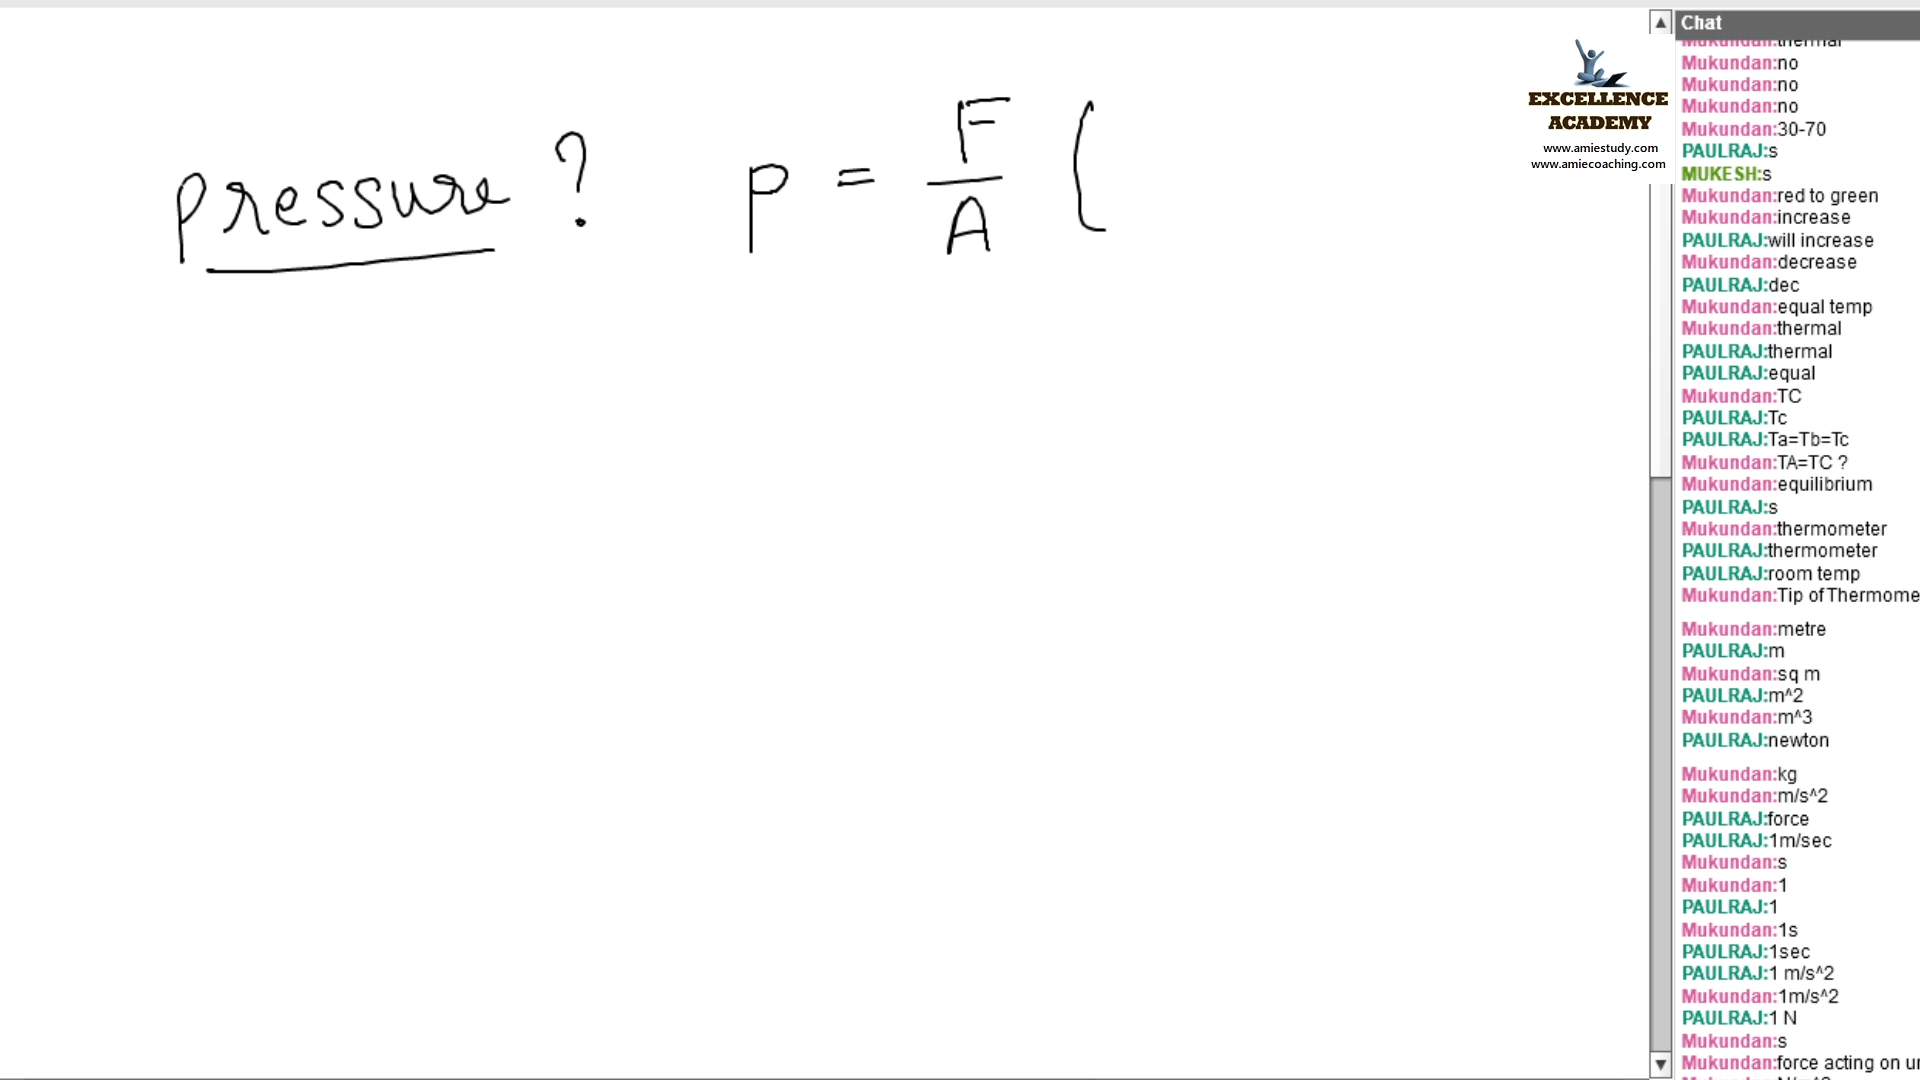 Chat
EXCELLENCE
ACADEMY
www.amiestudy.com
www.amiecoaching.com
pressure ? p = F/A (
Mukundan:thermal
Mukundan:no
Mukundan:no
Mukundan:no
Mukundan:30-70
PAULRAJ:s
MUKESH:s
Mukundan:red to green
Mukundan:increase
PAULRAJ:will increase
Mukundan:decrease
PAULRAJ:dec
Mukundan:equal temp
Mukundan:thermal
PAULRAJ:thermal
PAULRAJ:equal
Mukundan:TC
PAULRAJ:Tc
PAULRAJ:Ta=Tb=Tc
Mukundan:TA=TC ?
Mukundan:equilibrium
PAULRAJ:s
Mukundan:thermometer
PAULRAJ:thermometer
PAULRAJ:room temp
Mukundan:Tip of Thermome
Mukundan:metre
PAULRAJ:m
Mukundan:sq m
PAULRAJ:m^2
Mukundan:m^3
PAULRAJ:newton
Mukundan:kg
Mukundan:m/s^2
PAULRAJ:force
PAULRAJ:1m/sec
Mukundan:s
Mukundan:1
PAULRAJ:1
Mukundan:1s
PAULRAJ:1sec
PAULRAJ:1 m/s^2
Mukundan:1m/s^2
PAULRAJ:1 N
Mukundan:s
Mukundan:force acting on